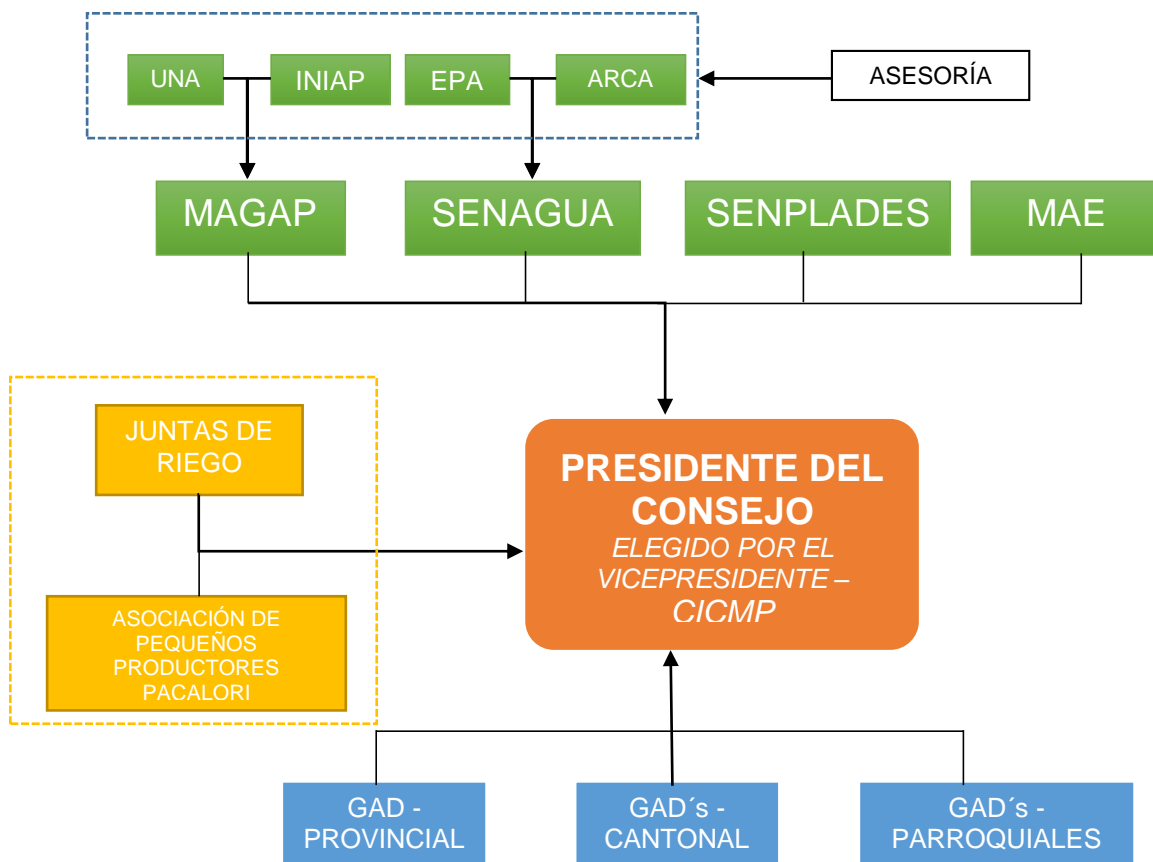 UNA
INIAP
EPA
ARCA
ASESORÍA
MAGAP
SENAGUA
SENPLADES
MAE
JUNTAS DE
RIEGO
ASOCIACIÓN DE
PEQUEÑOS
PRODUCTORES
PACALORI
PRESIDENTE DEL
CONSEJO
ELEGIDO POR EL
VICEPRESIDENTE –
CICMP
GAD -
PROVINCIAL
GAD´s -
CANTONAL
GAD´s -
PARROQUIALES